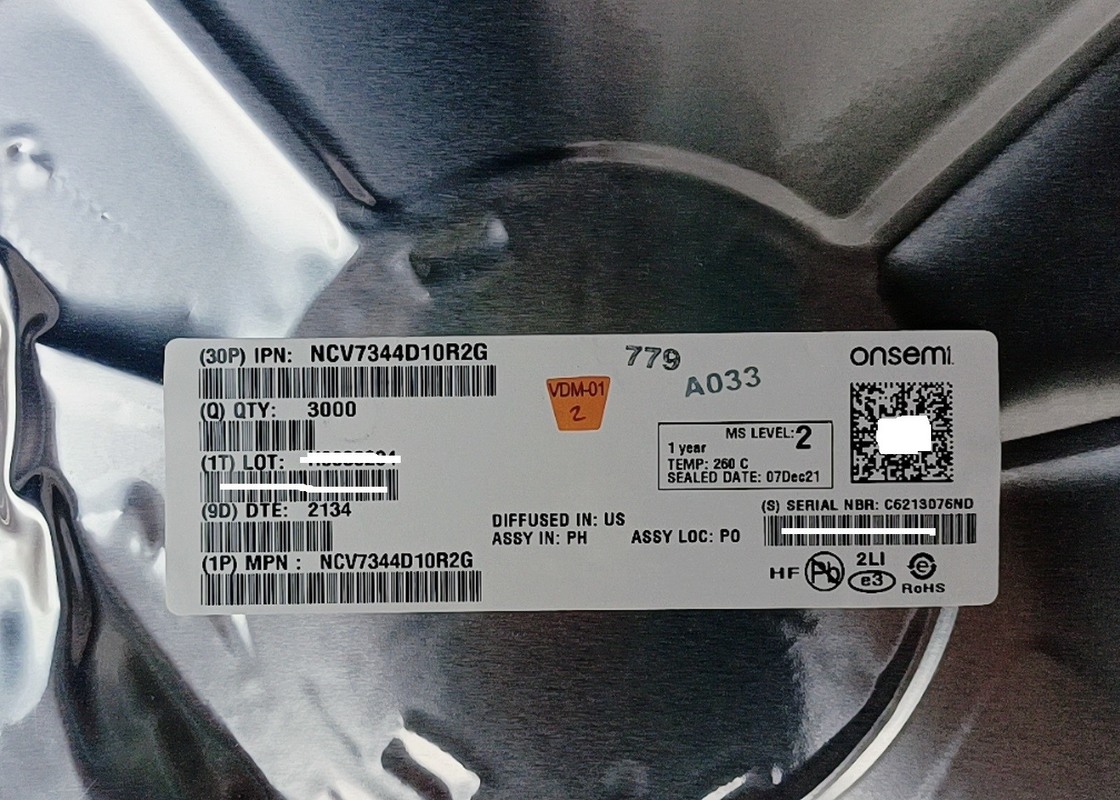 (30P) IPN: NCV7344D10R2G
(Q) QTY: 3000
(1T) LOT:
(9D) DTE: 2134
(1P) MPN : NCV7344D10R2G
VDM-01
2
779
A033
onsemi
MS LEVEL:2
1 year
TEMP: 260 C
SEALED DATE: 07Dec21
DIFFUSED IN: US
ASSY IN: PH ASSY LOC: PO
(S) SERIAL NBR: C6213076ND
HF Pb 2LI
e3 RoHS
e